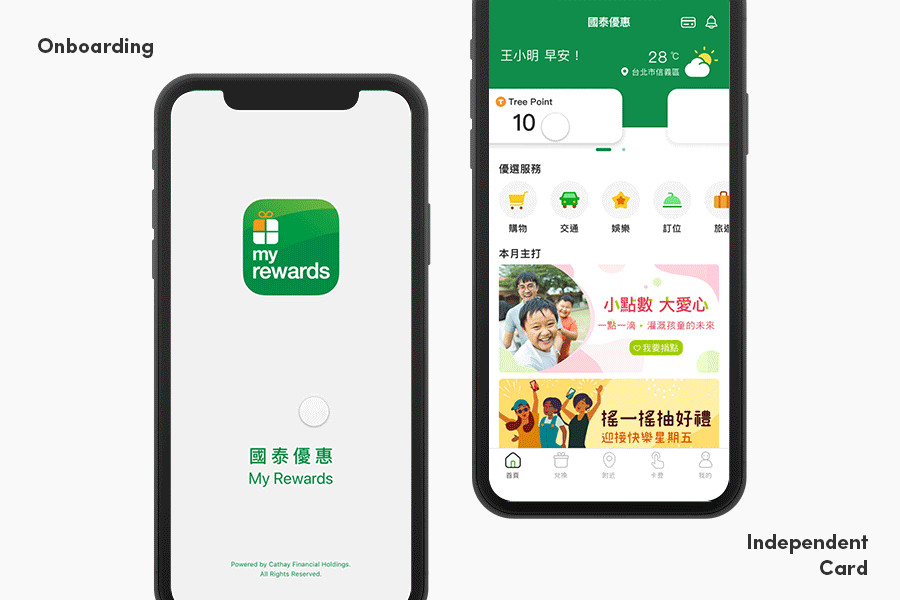 Onboarding
my
rewards
國泰優惠
My Rewards
Powered by Cathay Financial Holdings.
All Rights Reserved.
國泰優惠
王小明 早安！
28 °C
台北市信義區
Tree Point
10
優選服務
購物
交通
娛樂
訂位
旅遊
本月主打
小點數 大愛心
一點一滴・灌溉孩童的未來
我要捐點
搖一搖抽好禮
迎接快樂星期五
首頁
兌換
附近
卡費
我的
Independent
Card